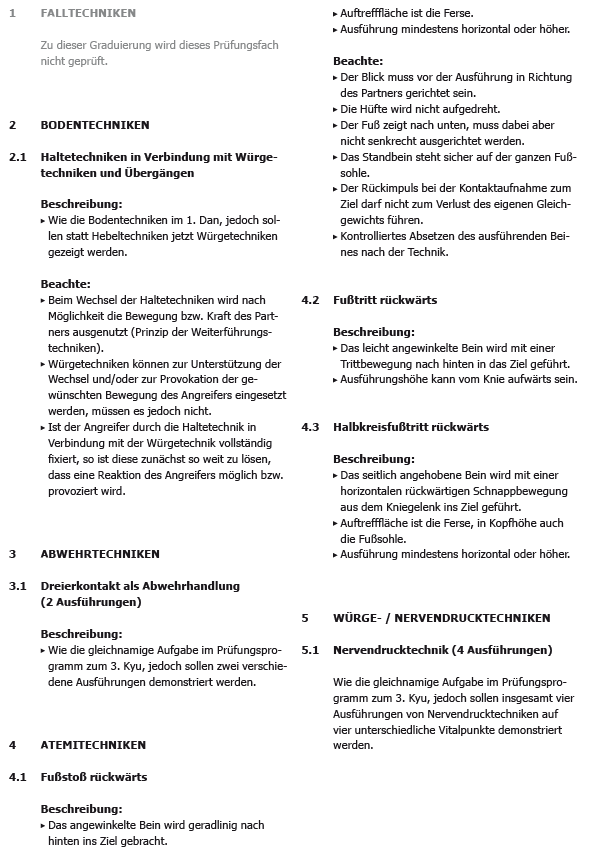 1 FALLTECHNIKEN
Zu dieser Graduierung wird dieses Prüfungsfach
nicht geprüft.
2 BODENTECHNIKEN
2.1 Haltetechniken in Verbindung mit Würge-
techniken und Übergängen
Beschreibung:
▸ Wie die Bodentechniken im 1. Dan, jedoch sol-
len statt Hebeltechniken jetzt Würgetechniken
gezeigt werden.
Beachte:
▸ Beim Wechsel der Haltetechniken wird nach
Möglichkeit die Bewegung bzw. Kraft des Part-
ners ausgenutzt (Prinzip der Weiterführungs-
techniken).
▸ Würgetechniken können zur Unterstützung der
Wechsel und/oder zur Provokation der ge-
wünschten Bewegung des Angreifers eingesetzt
werden, müssen es jedoch nicht.
▸ Ist der Angreifer durch die Haltetechnik in
Verbindung mit der Würgetechnik vollständig
fixiert, so ist diese zunächst so weit zu lösen,
dass eine Reaktion des Angreifers möglich bzw.
provoziert wird.
3 ABWEHRTECHNIKEN
3.1 Dreierkontakt als Abwehrhandlung
(2 Ausführungen)
Beschreibung:
▸ Wie die gleichnamige Aufgabe im Prüfungspro-
gramm zum 3. Kyu, jedoch sollen zwei verschie-
dene Ausführungen demonstriert werden.
4 ATEMITECHNIKEN
4.1 Fußstoß rückwärts
Beschreibung:
▸ Das angewinkelte Bein wird geradlinig nach
hinten ins Ziel gebracht.
▸ Auftrefffläche ist die Ferse.
▸ Ausführung mindestens horizontal oder höher.
Beachte:
▸ Der Blick muss vor der Ausführung in Richtung
des Partners gerichtet sein.
▸ Die Hüfte wird nicht aufgedreht.
▸ Der Fuß zeigt nach unten, muss dabei aber
nicht senkrecht ausgerichtet werden.
▸ Das Standbein steht sicher auf der ganzen Fuß-
sohle.
▸ Der Rückimpuls bei der Kontaktaufnahme zum
Ziel darf nicht zum Verlust des eigenen Gleich-
gewichts führen.
▸ Kontrolliertes Absetzen des ausführenden Bei-
nes nach der Technik.
4.2 Fußtritt rückwärts
Beschreibung:
▸ Das leicht angewinkelte Bein wird mit einer
Trittbewegung nach hinten in das Ziel geführt.
▸ Ausführungshöhe kann vom Knie aufwärts sein.
4.3 Halbkreisfußtritt rückwärts
Beschreibung:
▸ Das seitlich angehobene Bein wird mit einer
horizontalen rückwärtigen Schnappbewegung
aus dem Kniegelenk ins Ziel geführt.
▸ Auftrefffläche ist die Ferse, in Kopfhöhe auch
die Fußsohle.
▸ Ausführung mindestens horizontal oder höher.
5 WÜRGE- / NERVENDRUCKTECHNIKEN
5.1 Nervendrucktechnik (4 Ausführungen)
Wie die gleichnamige Aufgabe im Prüfungspro-
gramm zum 3. Kyu, jedoch sollen insgesamt vier
Ausführungen von Nervendrucktechniken auf
vier unterschiedliche Vitalpunkte demonstriert
werden.